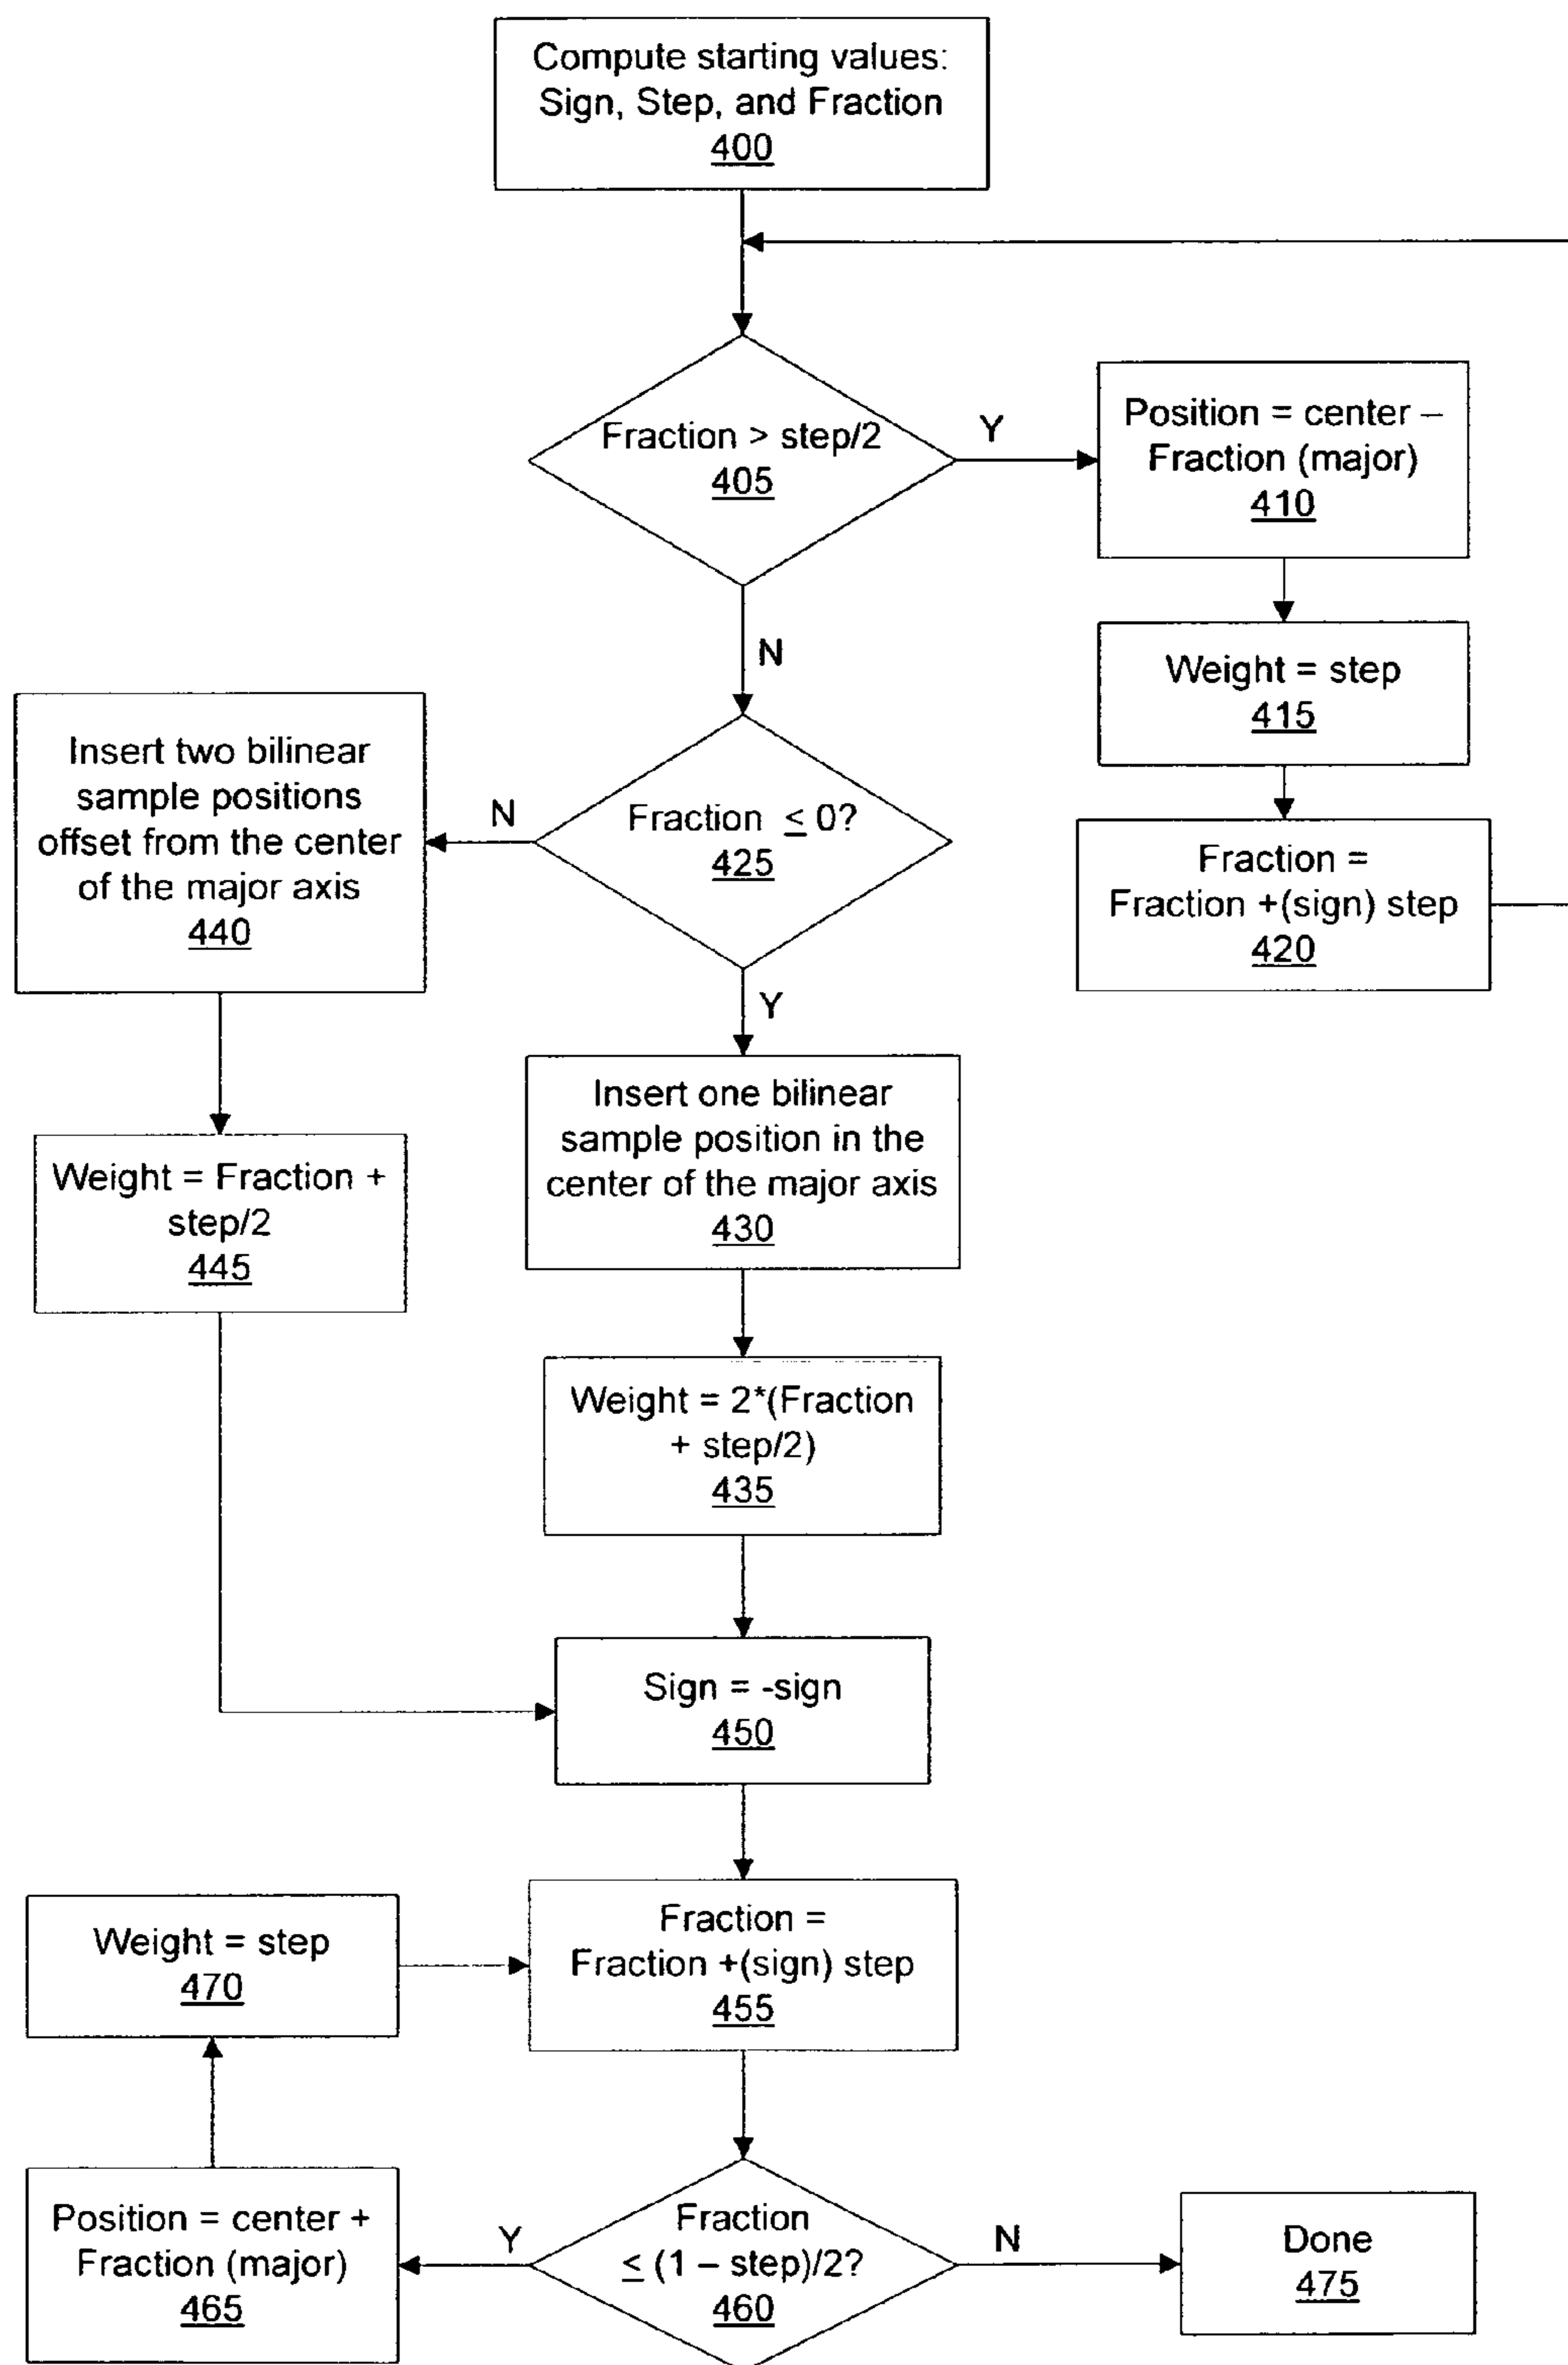 Compute starting values:
Sign, Step, and Fraction
400
Fraction > step/2
405
Y
Position = center –
Fraction (major)
410
N
Weight = step
415
Insert two bilinear
sample positions
offset from the center
of the major axis
440
N
Fraction ≤ 0?
425
Fraction =
Fraction +(sign) step
420
Y
Insert one bilinear
sample position in the
center of the major axis
430
Weight = Fraction +
step/2
445
Weight = 2*(Fraction
+ step/2)
435
Sign = -sign
450
Weight = step
470
Fraction =
Fraction +(sign) step
455
Position = center +
Fraction (major)
465
Y
Fraction
≤ (1 – step)/2?
460
N
Done
475